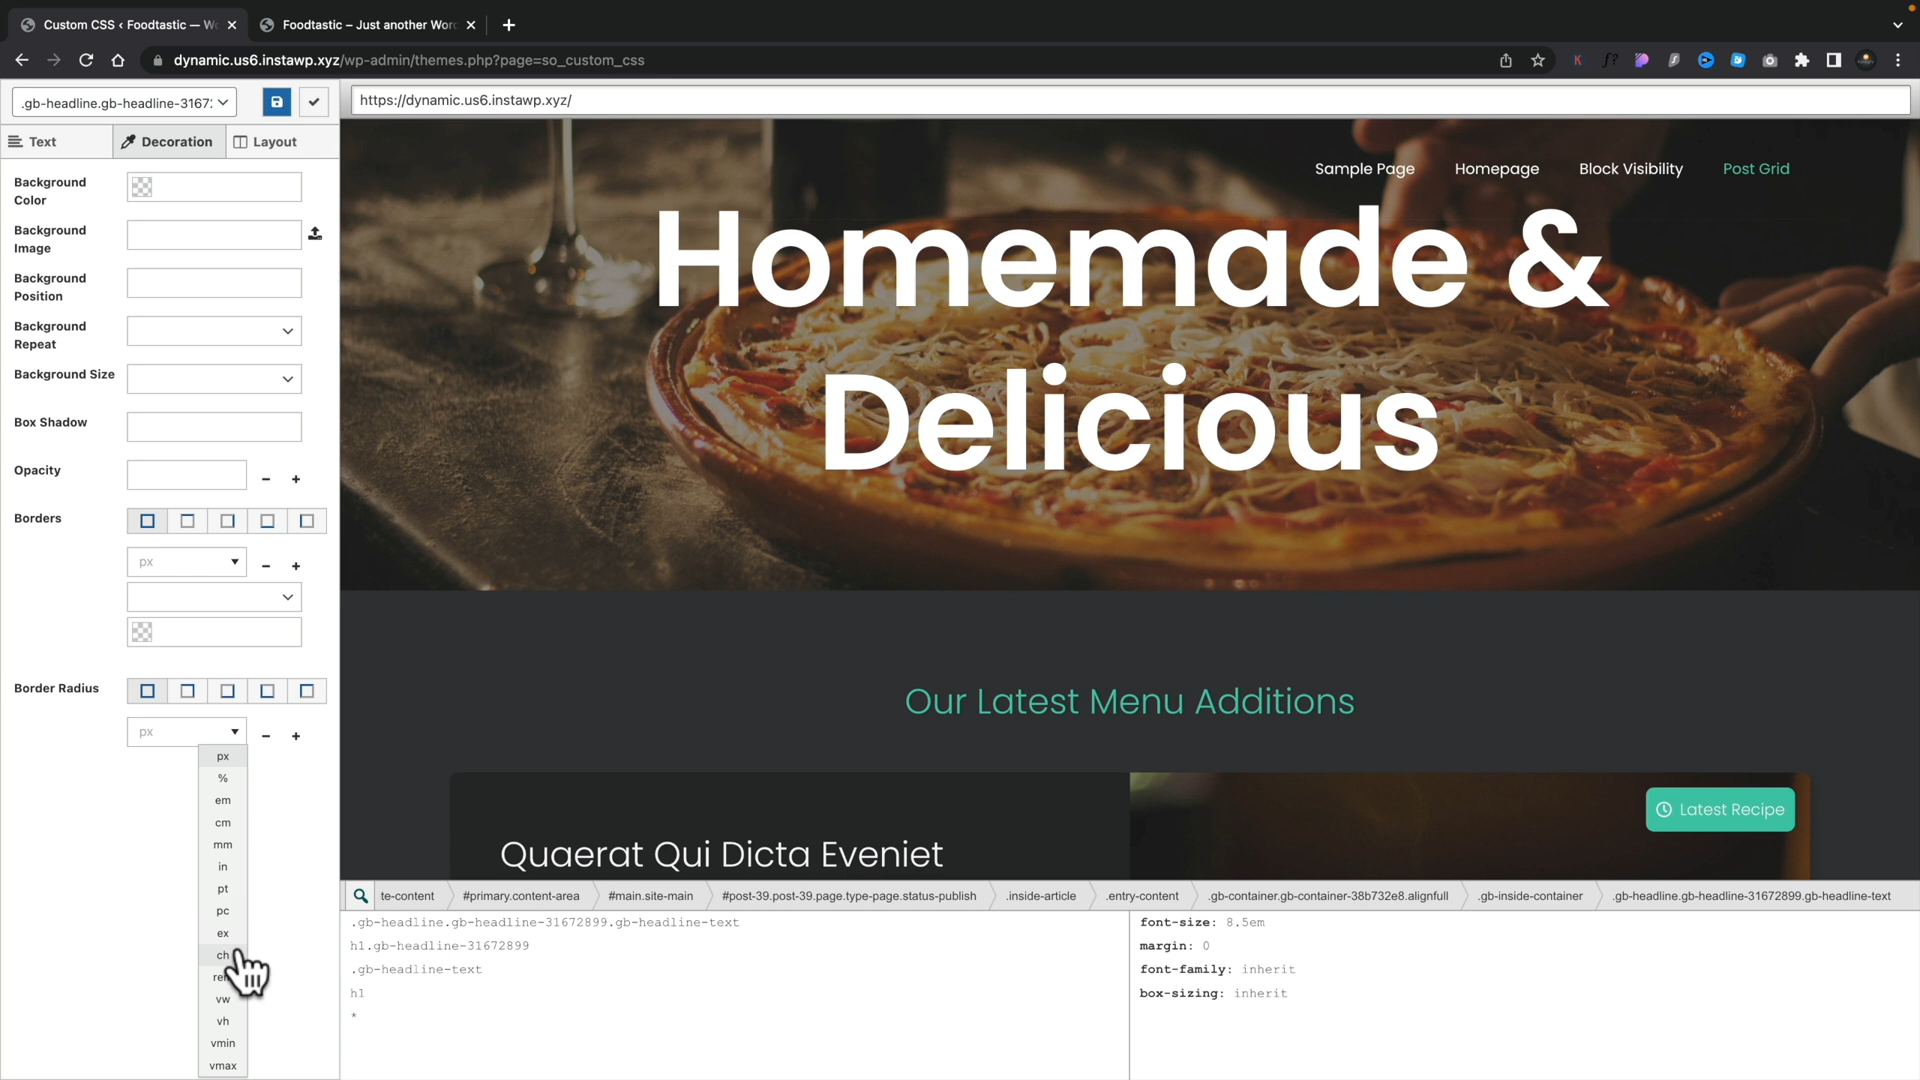 Custom CSS ‹ Foodtastic — Wo
Foodtastic – Just another Word
dynamic.us6.instawp.xyz/wp-admin/themes.php?page=so_custom_css
.gb-headline.gb-headline-3167:
https://dynamic.us6.instawp.xyz/
Text
Decoration
Layout
Background Color
Background Image
Background Position
Background Repeat
Background Size
Box Shadow
Opacity
Borders
px
Border Radius
px
px
%
em
cm
mm
in
pt
pc
ex
ch
vw
vh
vmin
vmax
Sample Page
Homepage
Block Visibility
Post Grid
Homemade &
Delicious
Our Latest Menu Additions
Latest Recipe
Quaerat Qui Dicta Eveniet
te-content
#primary.content-area
#main.site-main
#post-39.post-39.page.type-page.status-publish
.inside-article
.entry-content
.gb-container.gb-container-38b732e8.alignfull
.gb-inside-container
.gb-headline.gb-headline-31672899.gb-headline-text
.gb-headline.gb-headline-31672899.gb-headline-text
h1.gb-headline-31672899
.gb-headline-text
h1
*
font-size: 8.5em
margin: 0
font-family: inherit
box-sizing: inherit